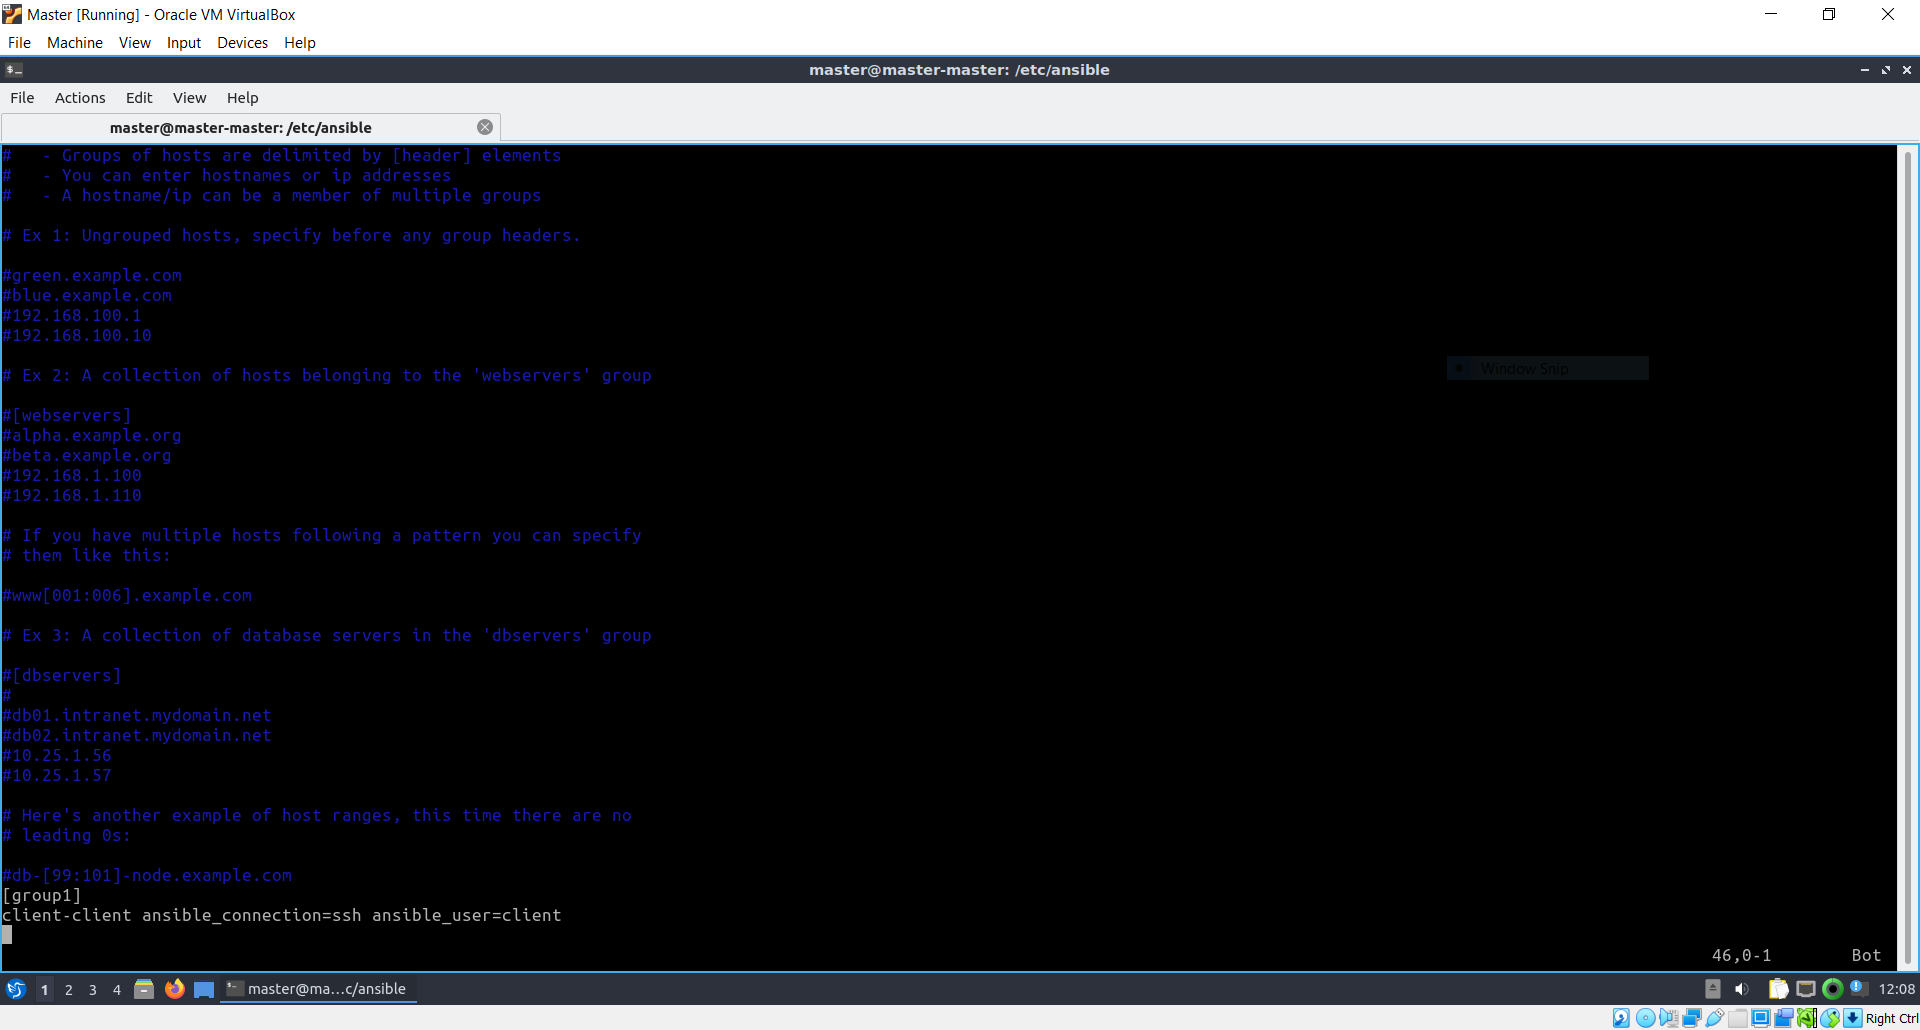 Master [Running] - Oracle VM VirtualBox
File Machine View Input Devices Help
master@master-master: /etc/ansible
File Actions Edit View Help
master@master-master: /etc/ansible
#   - Groups of hosts are delimited by [header] elements
#   - You can enter hostnames or ip addresses
#   - A hostname/ip can be a member of multiple groups
# Ex 1: Ungrouped hosts, specify before any group headers.
#green.example.com
#blue.example.com
#192.168.100.1
#192.168.100.10
# Ex 2: A collection of hosts belonging to the 'webservers' group
Window Snip
#[webservers]
#alpha.example.org
#beta.example.org
#192.168.1.100
#192.168.1.110
# If you have multiple hosts following a pattern you can specify
# them like this:
#www[001:006].example.com
# Ex 3: A collection of database servers in the 'dbservers' group
#[dbservers]
#
#db01.intranet.mydomain.net
#db02.intranet.mydomain.net
#10.25.1.56
#10.25.1.57
# Here's another example of host ranges, this time there are no
# leading 0s:
#db-[99:101]-node.example.com
[group1]
client-client ansible_connection=ssh ansible_user=client
46,0-1 Bot
1 2 3 4 master@ma...c/ansible 12:08
Right Ctrl